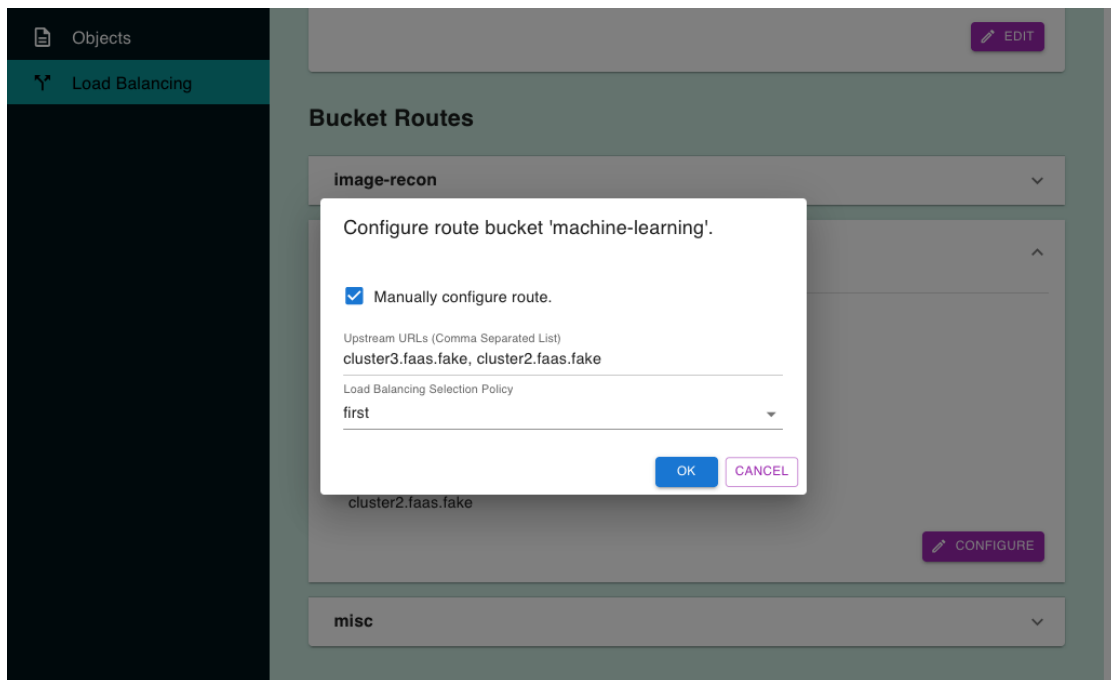 Objects
EDIT
Load Balancing
Bucket Routes
image-recon
Configure route bucket 'machine-learning'.
Manually configure route.
Upstream URLs (Comma Separated List)
cluster3.faas.fake, cluster2.faas.fake
Load Balancing Selection Policy
first
OK
CANCEL
cluster2.faas.fake
CONFIGURE
misc